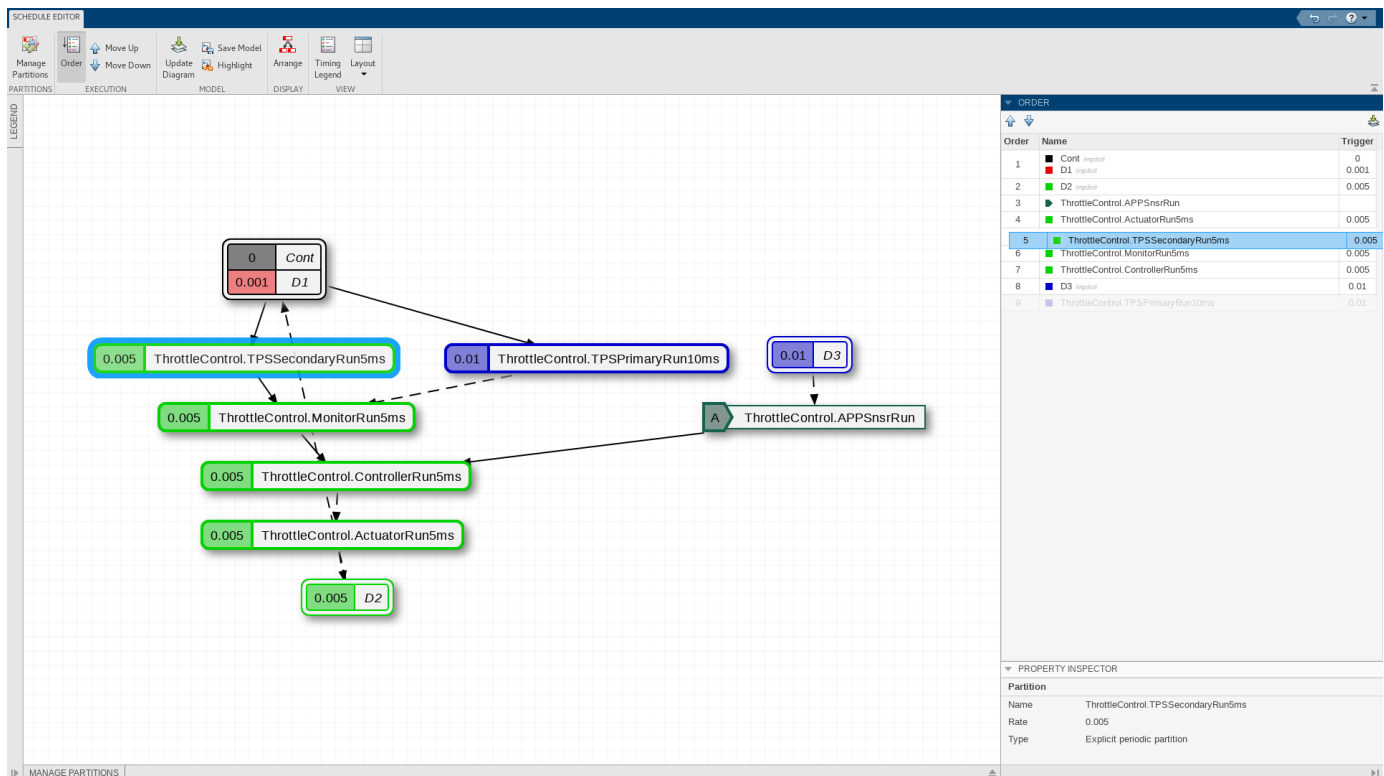 SCHEDULE EDITOR
?
Manage Partitions
Order
Move Up
Move Down
Update Diagram
Save Model
Highlight
Arrange
Timing Legend
Layout
PARTITIONS
EXECUTION
MODEL
DISPLAY
VIEW
LEGEND
0 Cont
0.001 D1
0.005 ThrottleControl.TPSSecondaryRun5ms
0.01 ThrottleControl.TPSPrimaryRun10ms
0.01 D3
0.005 ThrottleControl.MonitorRun5ms
A ThrottleControl.APPSnsrRun
0.005 ThrottleControl.ControllerRun5ms
0.005 ThrottleControl.ActuatorRun5ms
0.005 D2
MANAGE PARTITIONS
ORDER
Order Name Trigger
1 Cont implicit 0
D1 implicit 0.001
2 D2 implicit 0.005
3 ThrottleControl.APPSnsrRun
4 ThrottleControl.ActuatorRun5ms 0.005
5 ThrottleControl.TPSSecondaryRun5ms 0.005
6 ThrottleControl.MonitorRun5ms 0.005
7 ThrottleControl.ControllerRun5ms 0.005
8 D3 implicit 0.01
9 ThrottleControl.TPSPrimaryRun10ms 0.01
PROPERTY INSPECTOR
Partition
Name ThrottleControl.TPSSecondaryRun5ms
Rate 0.005
Type Explicit periodic partition